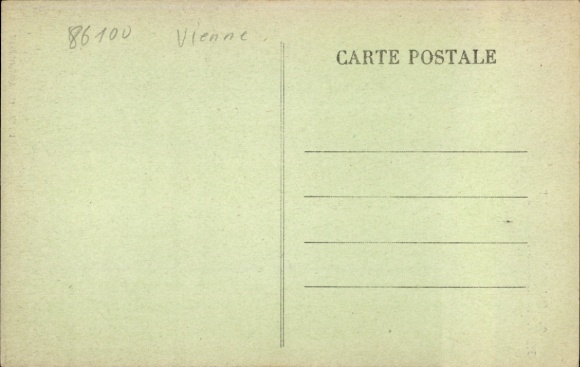 86100 Vienne.
CARTE POSTALE